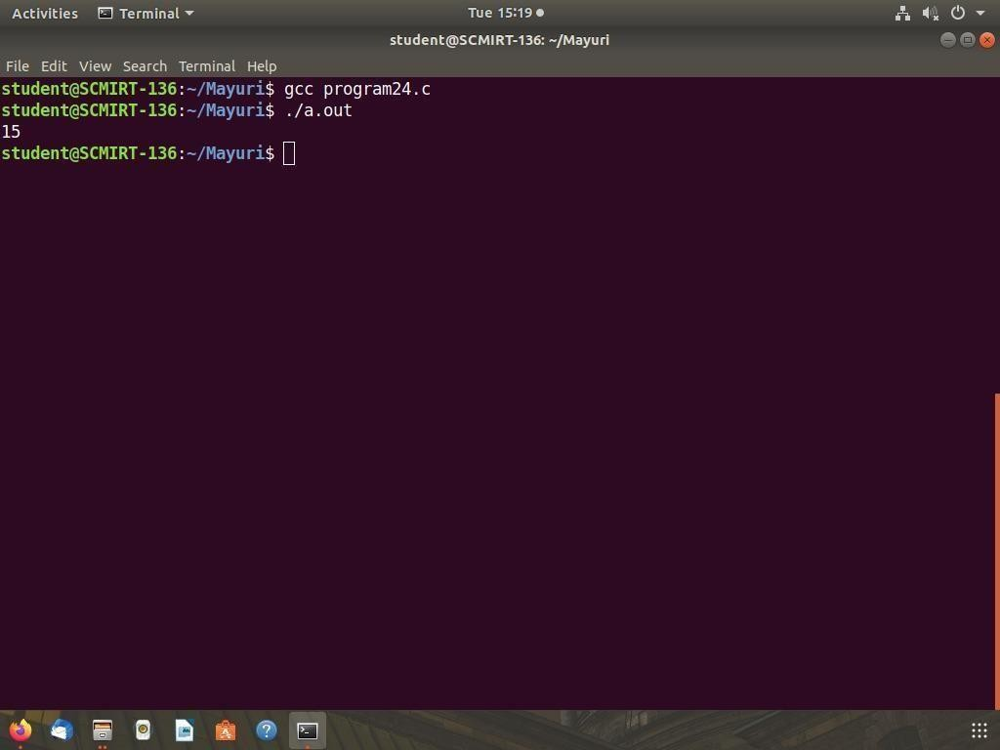 Activities Terminal Tue 15:19
student@SCMIRT-136: ~/Mayuri
File Edit View Search Terminal Help
student@SCMIRT-136:~/Mayuri$ gcc program24.c
student@SCMIRT-136:~/Mayuri$ ./a.out
15
student@SCMIRT-136:~/Mayuri$